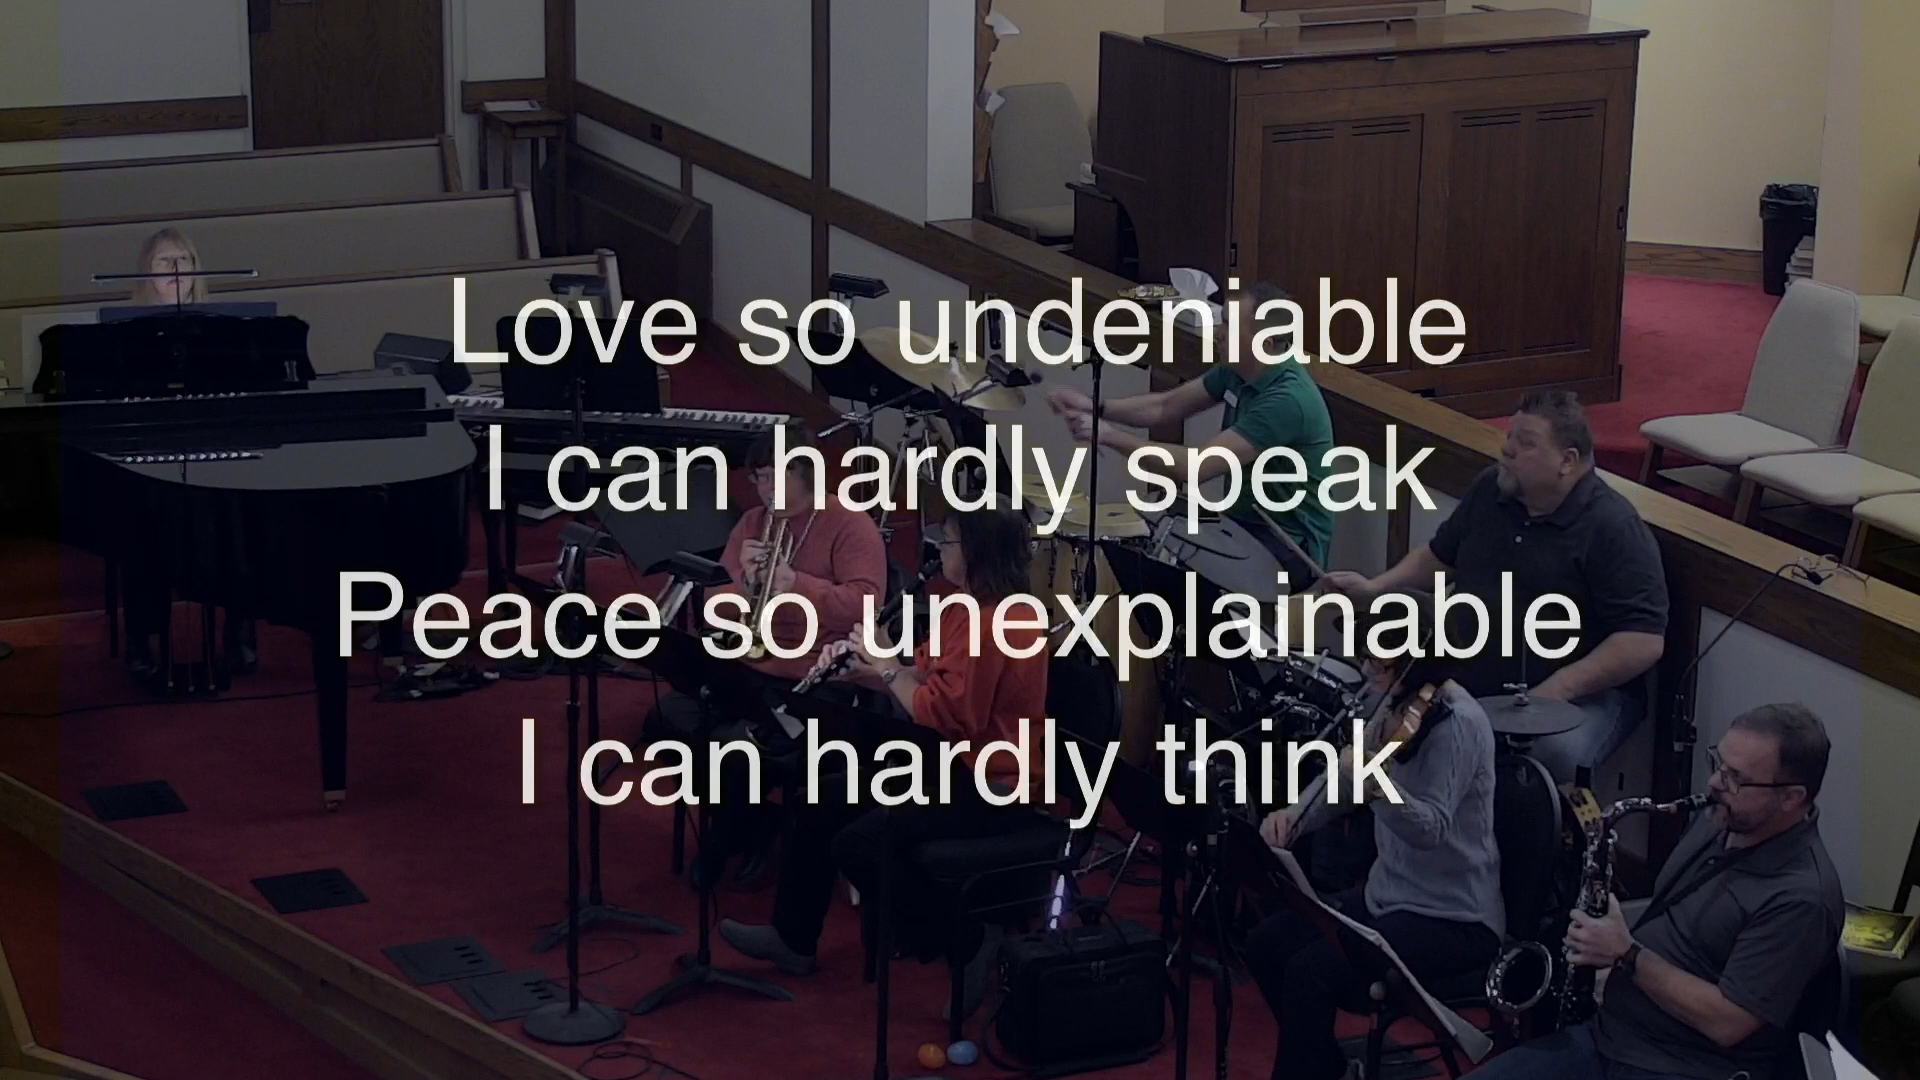 Love so undeniable
I can hardly speak
Peace so unexplainable
I can hardly think